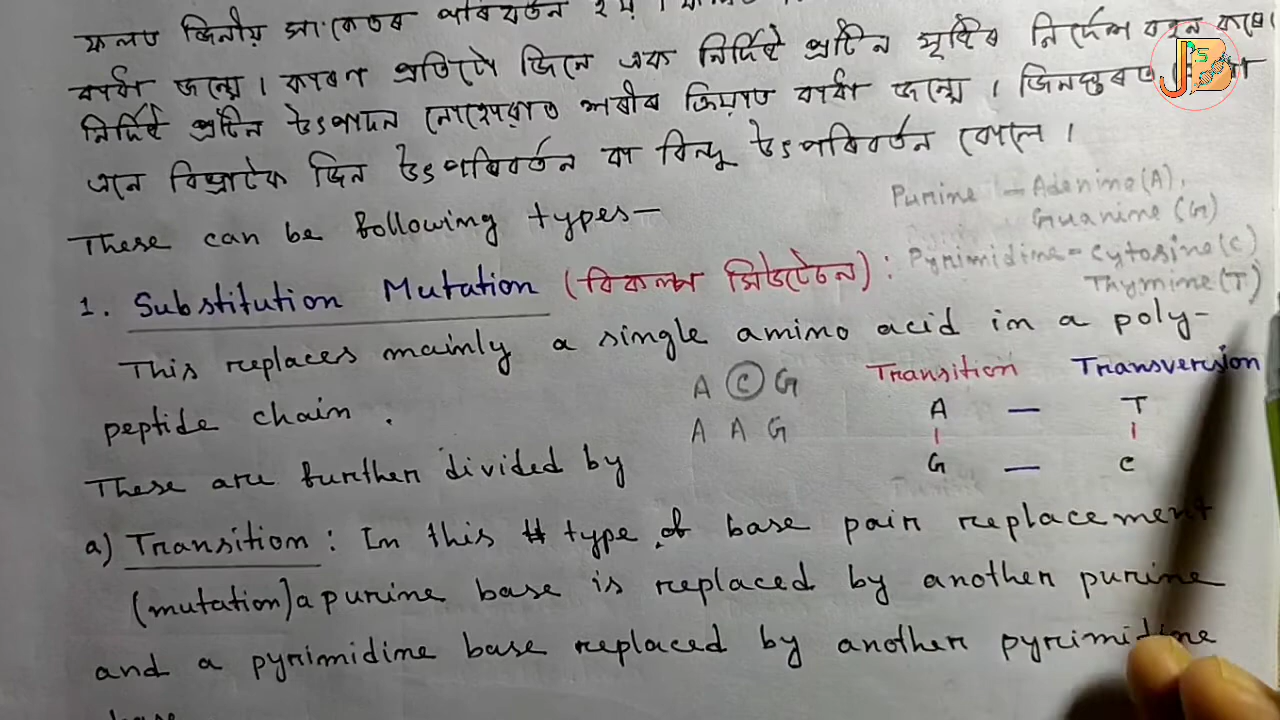 ফলত জিনীয় সংকেতৰ পৰিবৰ্তন হয়।
বাধা জন্মে। কাৰণ প্ৰতিটো জিনে এক নিৰ্দিষ্ট প্ৰটিন সৃষ্টিৰ নিৰ্দেশ বহন কৰে।
নিৰ্দিষ্ট প্ৰটিন উৎপাদন নোহোৱাত শৰীৰ ক্ৰিয়াত বাধা জন্মে।
এনে বিধৰ জিন উৎপৰিবৰ্তন বা বিন্দু উৎপৰিবৰ্তন বোলে।
Purine - Adenine (A),
Guanine (G)
These can be following types—
Pyrimidine = Cytosine (C)
Thymine (T)
1. Substitution Mutation (বিকল্প মিউটেচন) :
This replaces mainly a single amino acid in a poly-
peptide chain.
A C G
A A G
Transition Transversion
A — T
G — C
These are further divided by
a) Transition : In this type of base pair replacement
(mutation) a purine base is replaced by another purine
and a pyrimidine base replaced by another pyrimidine
base